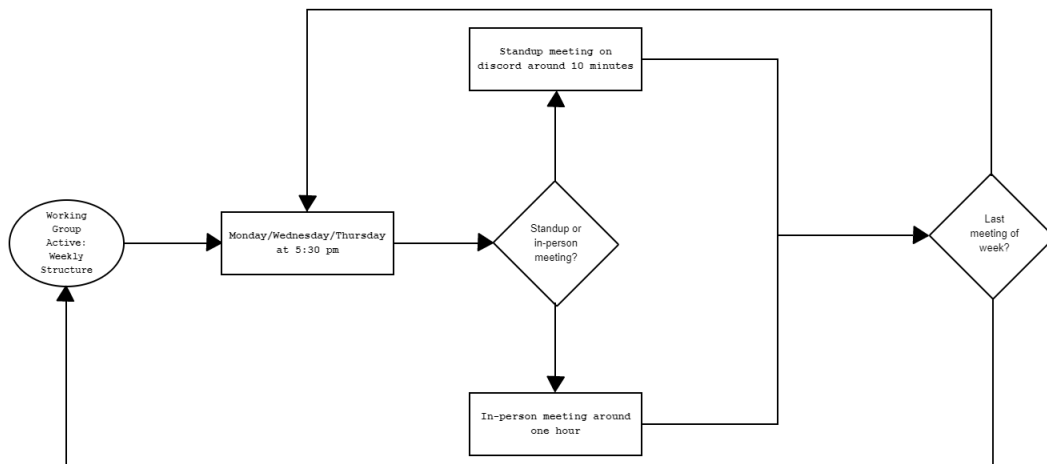 Working
Group
Active:
Weekly
Structure
Monday/Wednesday/Thursday
at 5:30 pm
Standup or
in-person
meeting?
Standup meeting on
discord around 10 minutes
In-person meeting around
one hour
Last
meeting of
week?